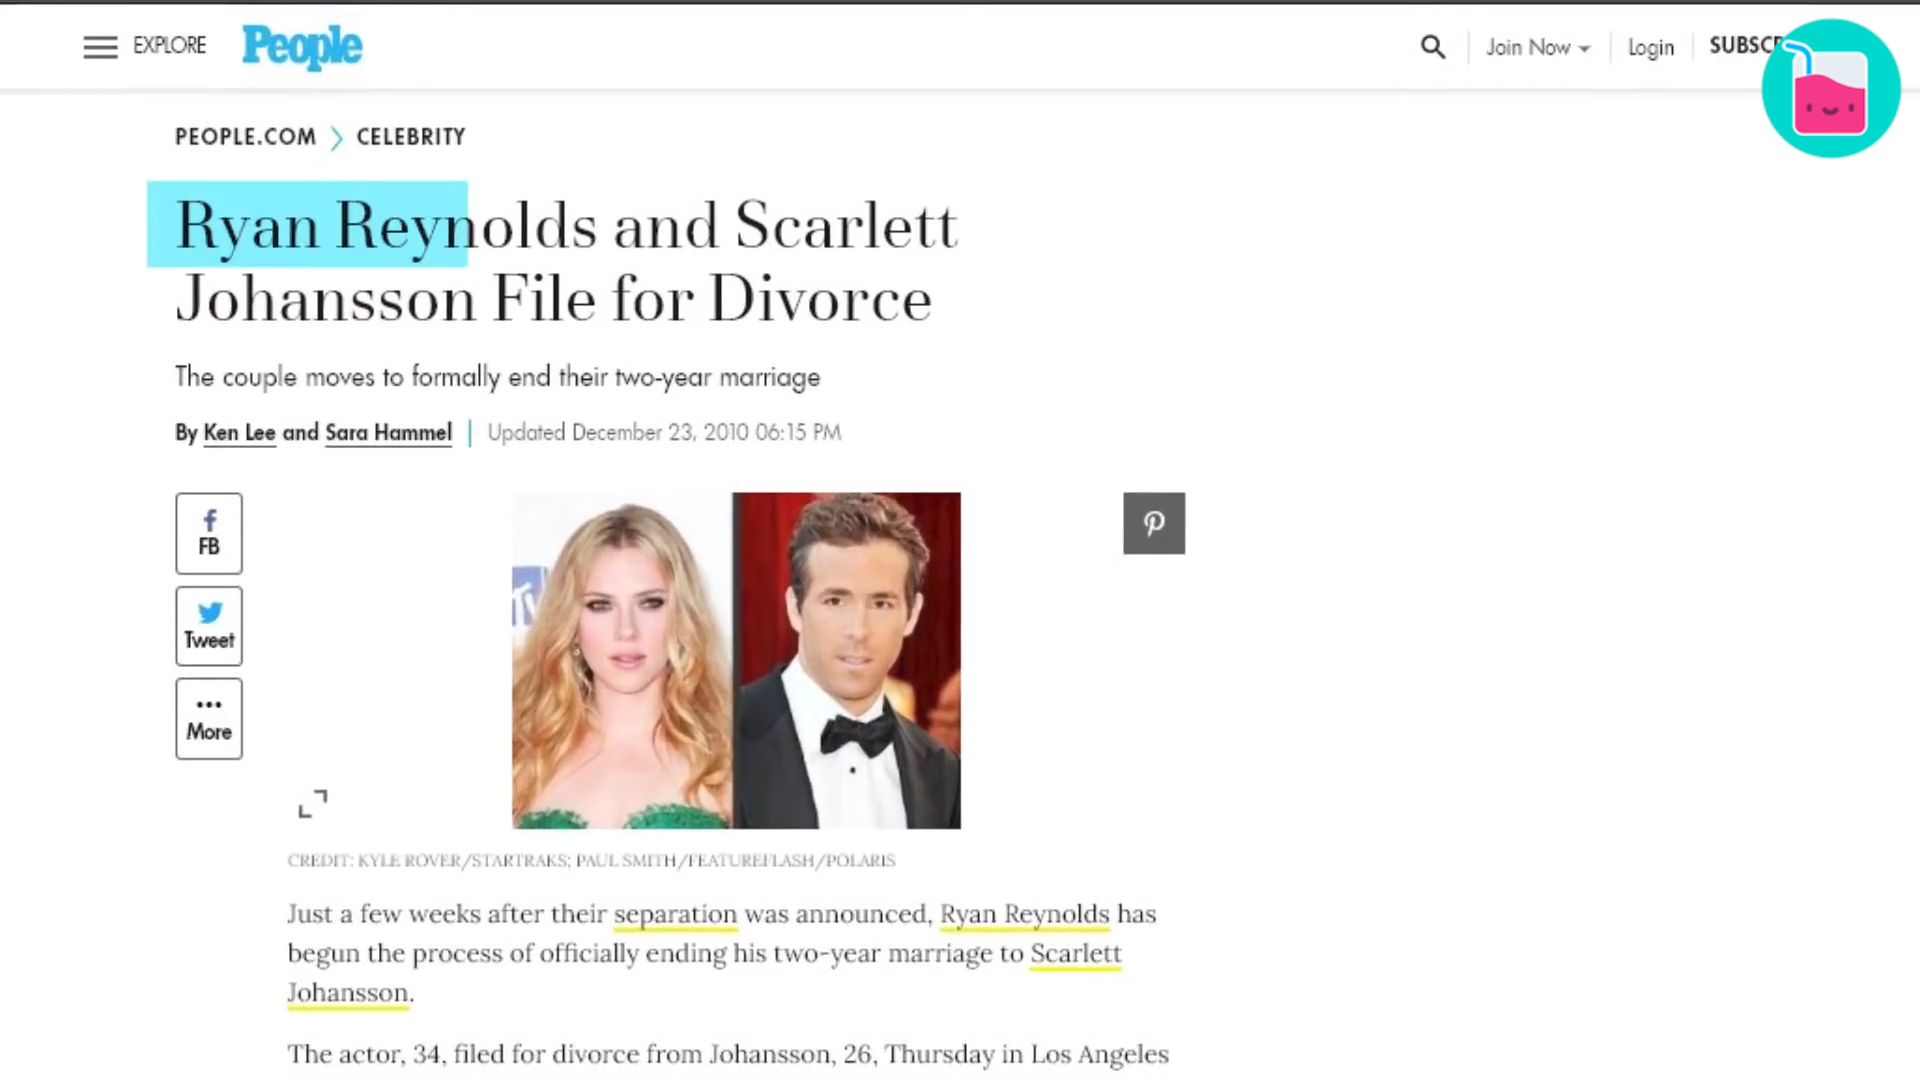 EXPLORE People Join Now Login SUBSC
PEOPLE.COM CELEBRITY
Ryan Reynolds and Scarlett
Johansson File for Divorce
The couple moves to formally end their two-year marriage
By Ken Lee and Sara Hammel Updated December 23, 2010 06:15 PM
FB
Tweet
More
CREDIT: KYLE ROVER/STARTRAKS; PAUL SMITH/FEATUREFLASH/POLARIS
Just a few weeks after their separation was announced, Ryan Reynolds has
begun the process of officially ending his two-year marriage to Scarlett
Johansson.
The actor, 34, filed for divorce from Johansson, 26, Thursday in Los Angeles